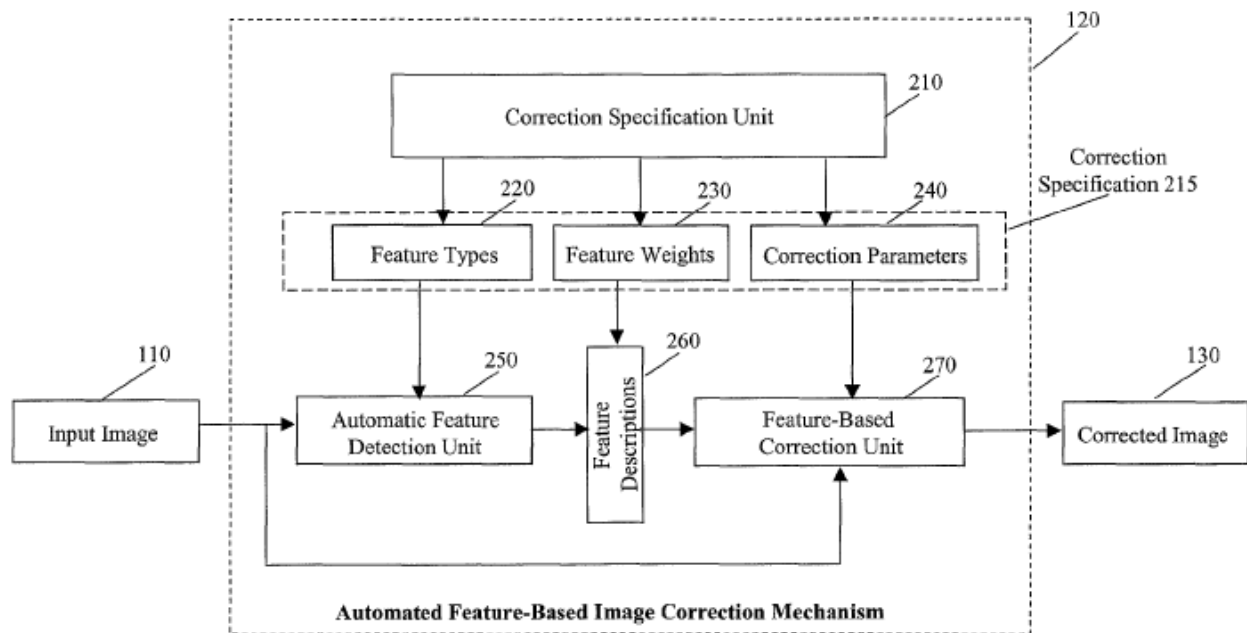 120
210
Correction Specification Unit
Correction
Specification 215
220
230
240
Feature Types
Feature Weights
Correction Parameters
110
250
260
270
130
Input Image
Automatic Feature
Detection Unit
Feature
Descriptions
Feature-Based
Correction Unit
Corrected Image
Automated Feature-Based Image Correction Mechanism